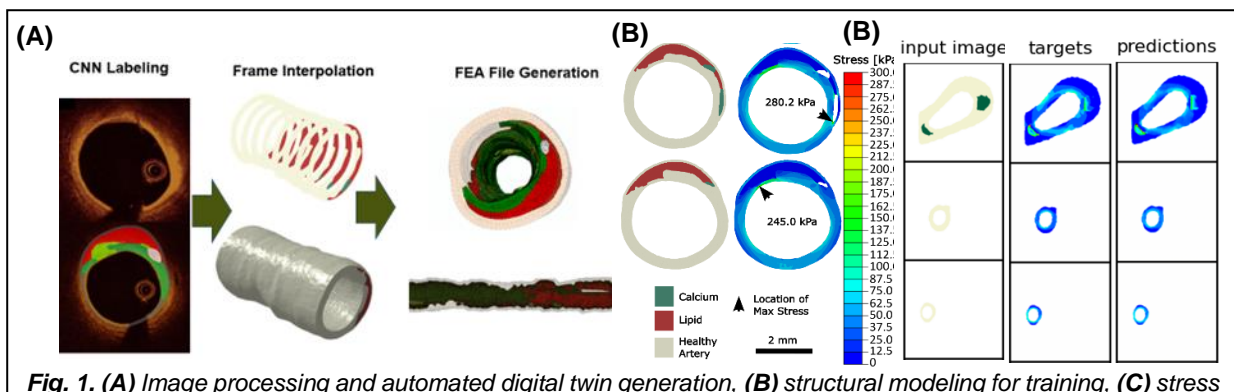 (A)
CNN Labeling
Frame Interpolation
FEA File Generation
(B)
280.2 kPa
245.0 kPa
Calcium
Lipid
Healthy
Artery
Location of
Max Stress
2 mm
Stress [kPa]
300.0
287.5
275.0
262.5
250.0
237.5
225.0
212.5
200.0
187.5
175.0
162.5
150.0
137.5
125.0
112.5
100.0
87.5
75.0
62.5
50.0
37.5
25.0
12.5
0
(B)
input image
targets
predictions
Fig. 1. (A) Image processing and automated digital twin generation, (B) structural modeling for training, (C) stress